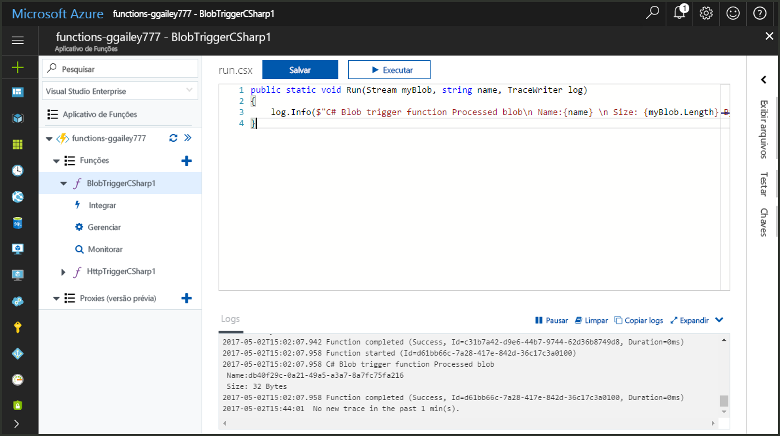 Microsoft Azure functions-ggailey777 - BlobTriggerCSharp1
1
functions-ggailey777 - BlobTriggerCSharp1
Aplicativo de Funções
Pesquisar
Visual Studio Enterprise
Aplicativo de Funções
functions-ggailey777
Funções
BlobTriggerCSharp1
Integrar
Gerenciar
Monitorar
HttpTriggerCSharp1
Proxies (versão prévia)
run.csx Salvar Executar
1 public static void Run(Stream myBlob, string name, TraceWriter log)
2 {
3 log.Info($"C# Blob trigger function Processed blob\n Name:{name} \n Size: {myBlob.Length} B
4 }
Logs Pausar Limpar Copiar logs Expandir
2017-05-02T15:02:07.942 Function completed (Success, Id=c31b7a42-d9e6-44b7-9744-62d36b8749d8, Duration=0ms)
2017-05-02T15:02:07.958 Function started (Id=d61bb66c-7a28-417e-842d-36c17c3a0100)
2017-05-02T15:02:07.958 C# Blob trigger function Processed blob
Name:db40f29c-0a21-49a5-a3a7-8a7fc75fa216
Size: 32 Bytes
2017-05-02T15:02:07.958 Function completed (Success, Id=d61bb66c-7a28-417e-842d-36c17c3a0100, Duration=0ms)
2017-05-02T15:44:01 No new trace in the past 1 min(s).
Exibir arquivos
Testar
Chaves